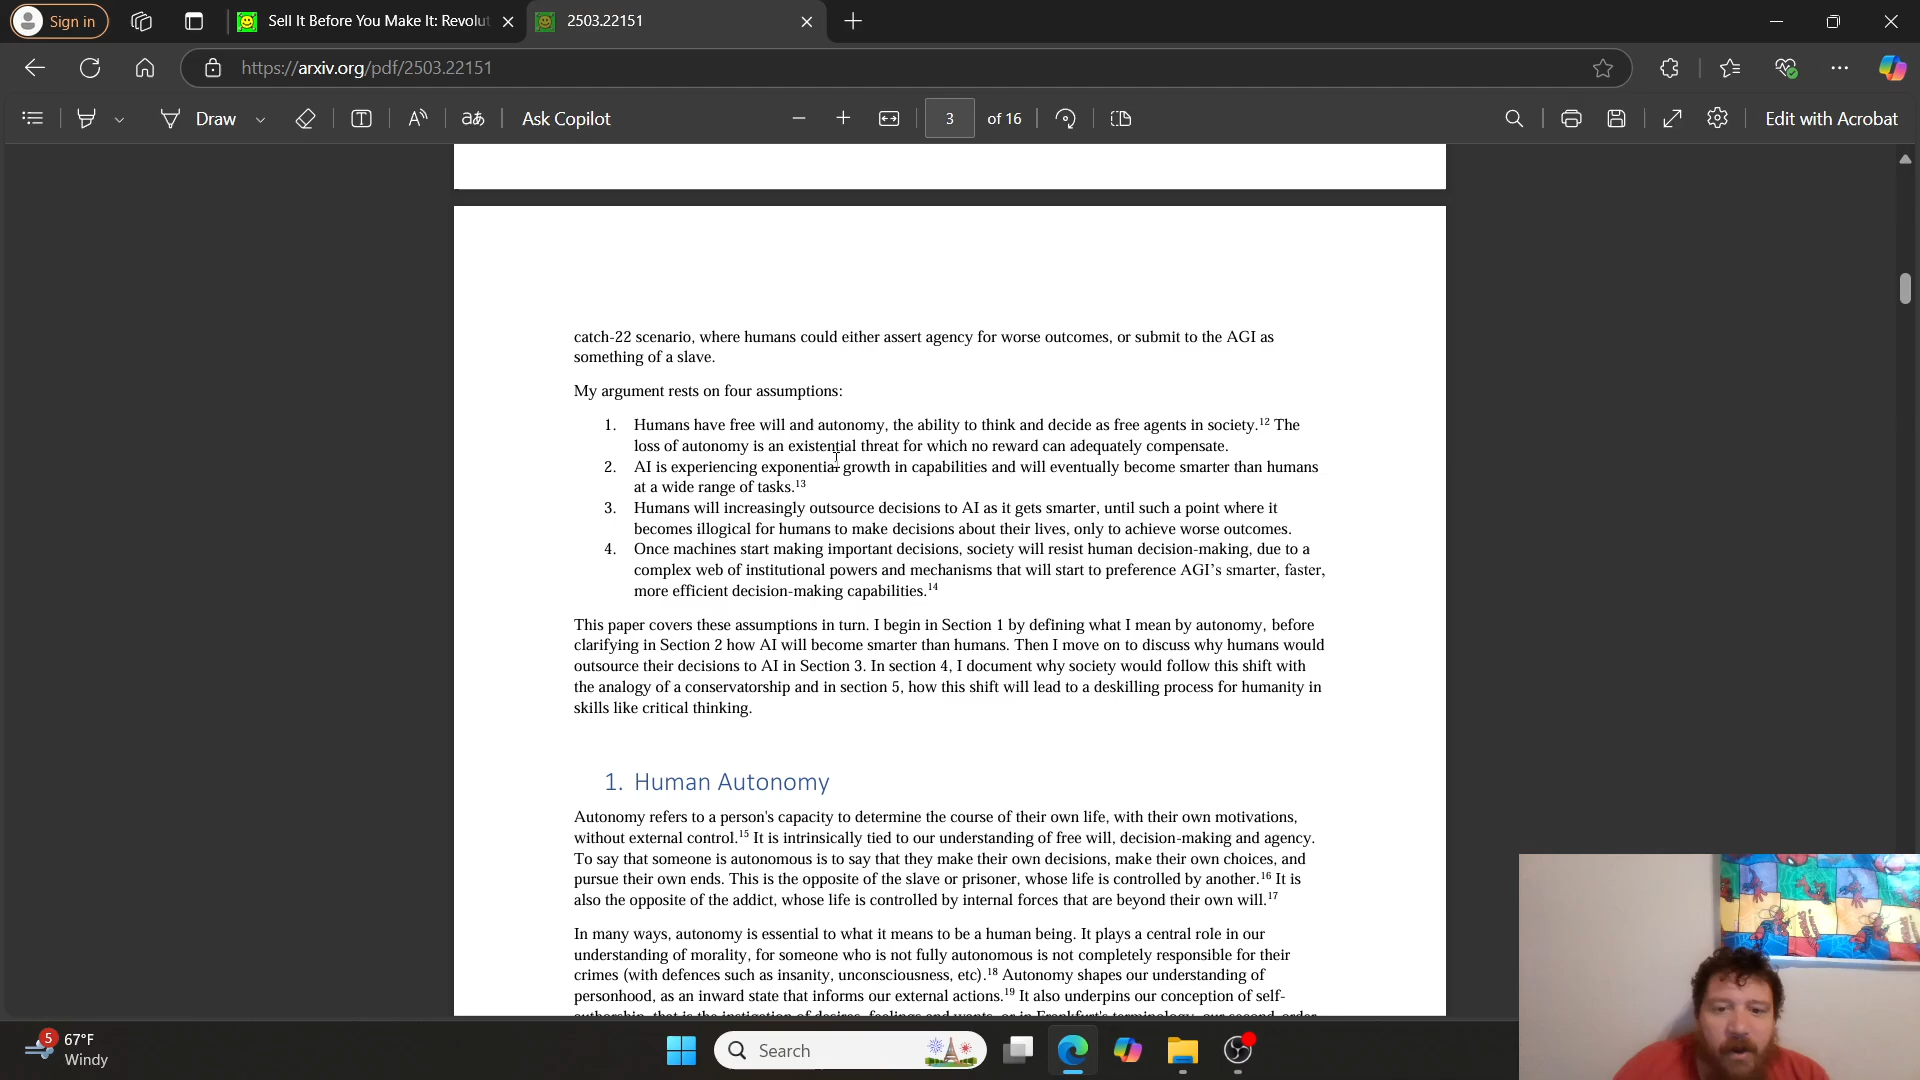 Sign in
Sell It Before You Make It: Revolut
2503.22151
https://arxiv.org/pdf/2503.22151
Draw
aあ
Ask Copilot
3 of 16
Edit with Acrobat
catch-22 scenario, where humans could either assert agency for worse outcomes, or submit to the AGI as
something of a slave.
My argument rests on four assumptions:
1. Humans have free will and autonomy, the ability to think and decide as free agents in society.12 The
loss of autonomy is an existential threat for which no reward can adequately compensate.
2. AI is experiencing exponential growth in capabilities and will eventually become smarter than humans
at a wide range of tasks.13
3. Humans will increasingly outsource decisions to AI as it gets smarter, until such a point where it
becomes illogical for humans to make decisions about their lives, only to achieve worse outcomes.
4. Once machines start making important decisions, society will resist human decision-making, due to a
complex web of institutional powers and mechanisms that will start to preference AGI's smarter, faster,
more efficient decision-making capabilities.14
This paper covers these assumptions in turn. I begin in Section 1 by defining what I mean by autonomy, before
clarifying in Section 2 how AI will become smarter than humans. Then I move on to discuss why humans would
outsource their decisions to AI in Section 3. In section 4, I document why society would follow this shift with
the analogy of a conservatorship and in section 5, how this shift will lead to a deskilling process for humanity in
skills like critical thinking.
1. Human Autonomy
Autonomy refers to a person's capacity to determine the course of their own life, with their own motivations,
without external control.15 It is intrinsically tied to our understanding of free will, decision-making and agency.
To say that someone is autonomous is to say that they make their own decisions, make their own choices, and
pursue their own ends. This is the opposite of the slave or prisoner, whose life is controlled by another.16 It is
also the opposite of the addict, whose life is controlled by internal forces that are beyond their own will.17
In many ways, autonomy is essential to what it means to be a human being. It plays a central role in our
understanding of morality, for someone who is not fully autonomous is not completely responsible for their
crimes (with defences such as insanity, unconsciousness, etc).18 Autonomy shapes our understanding of
personhood, as an inward state that informs our external actions.19 It also underpins our conception of self-
5
67°F
Windy
Search